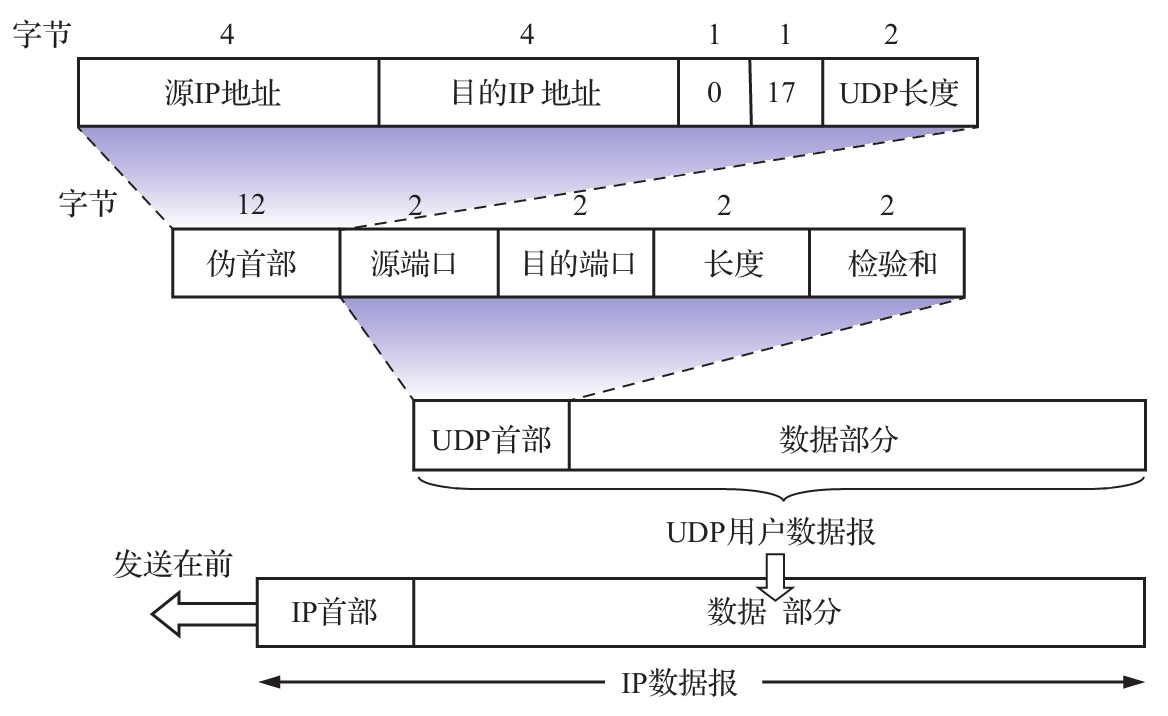 字节 4 4 1 1 2
源IP地址 目的IP 地址 0 17 UDP长度
字节 12 2 2 2 2
伪首部 源端口 目的端口 长度 检验和
UDP首部 数据部分
UDP用户数据报
发送在前
IP首部 数据 部分
IP数据报